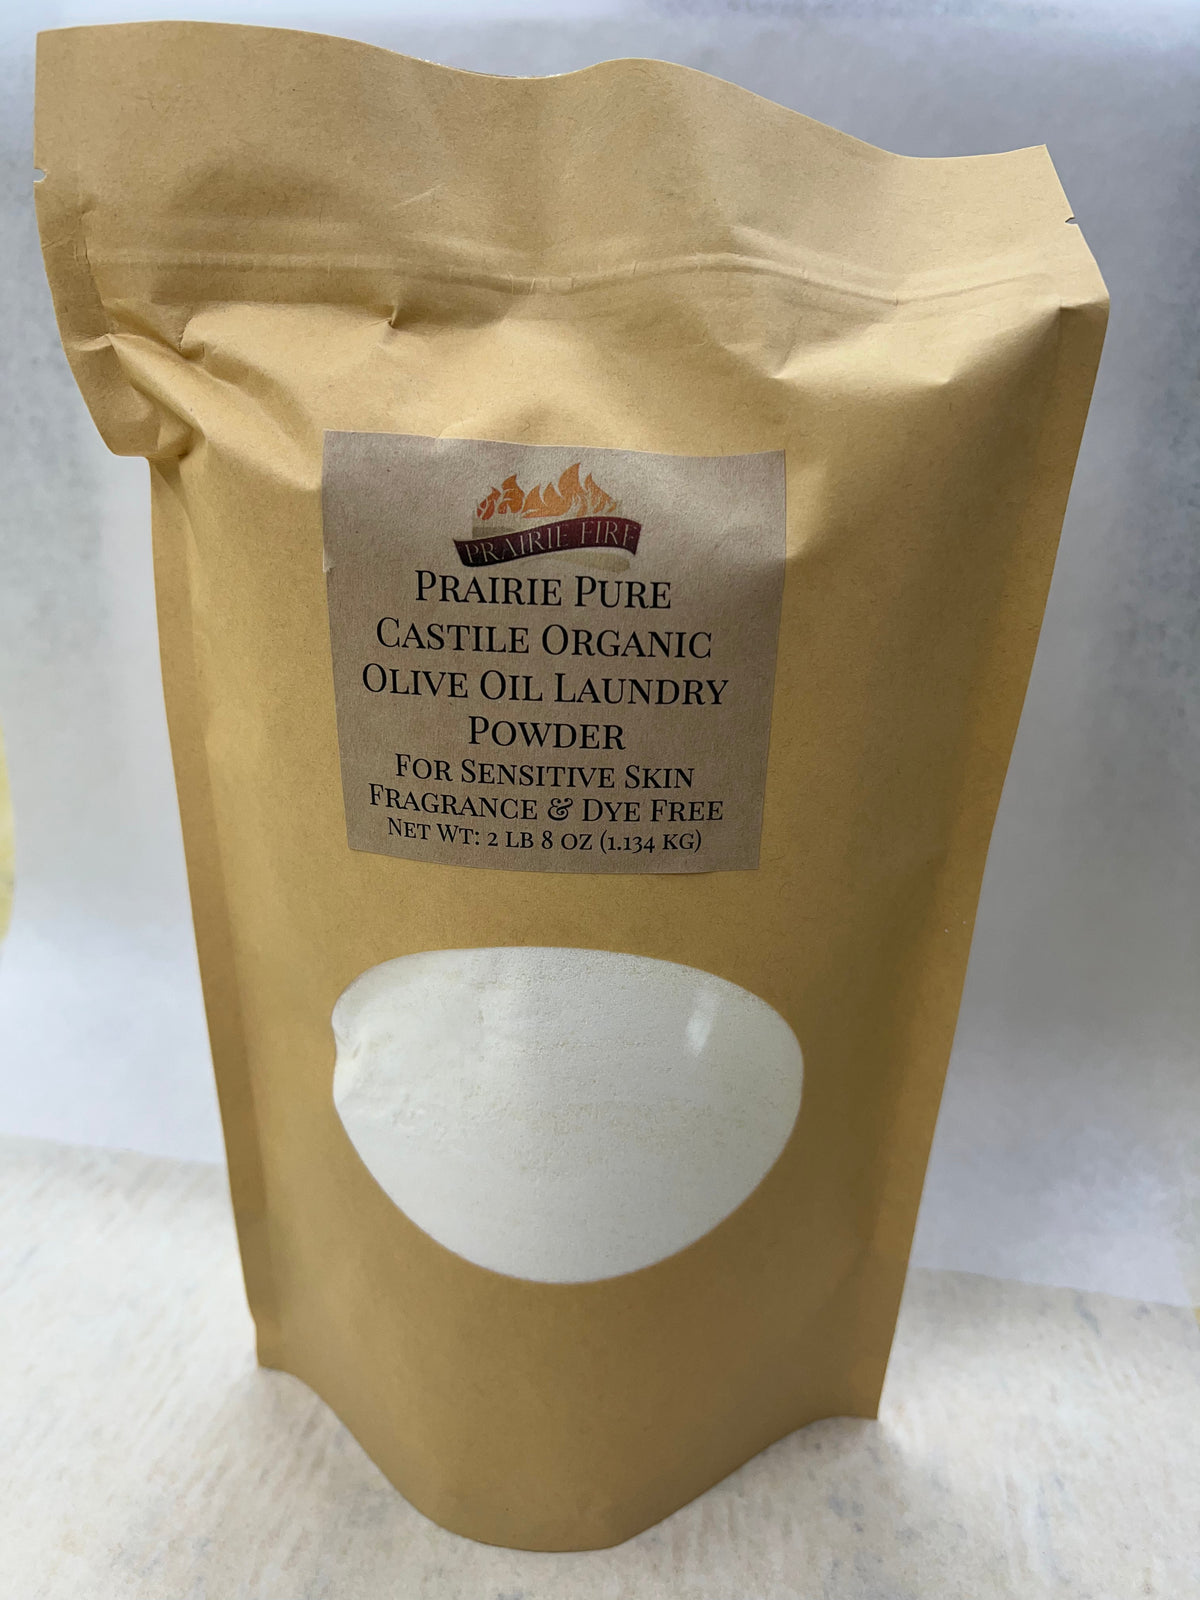 PRAIRIE FIRE
PRAIRIE PURE
CASTILE ORGANIC
OLIVE OIL LAUNDRY
POWDER
FOR SENSITIVE SKIN
FRAGRANCE & DYE FREE
NET WT: 2 LB 8 OZ (1.134 KG)